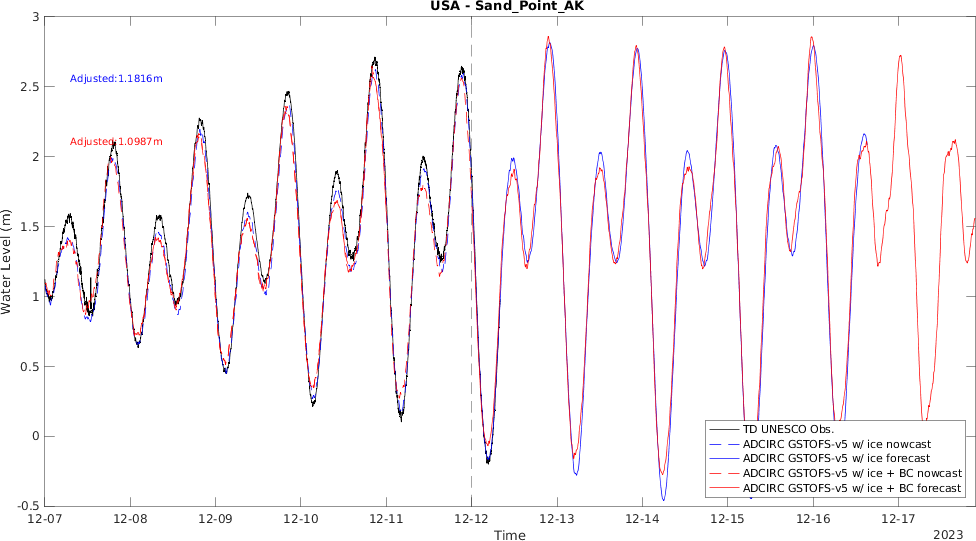 USA - Sand_Point_AK
3
2.5
2
1.5
1
0.5
0
-0.5
Water Level (m)
Adjusted:1.1816m
Adjusted:1.0987m
TD UNESCO Obs.
ADCIRC GSTOFS-v5 w/ ice nowcast
ADCIRC GSTOFS-v5 w/ ice forecast
ADCIRC GSTOFS-v5 w/ ice + BC nowcast
ADCIRC GSTOFS-v5 w/ ice + BC forecast
12-07 12-08 12-09 12-10 12-11 12-12 12-13 12-14 12-15 12-16 12-17
Time
2023